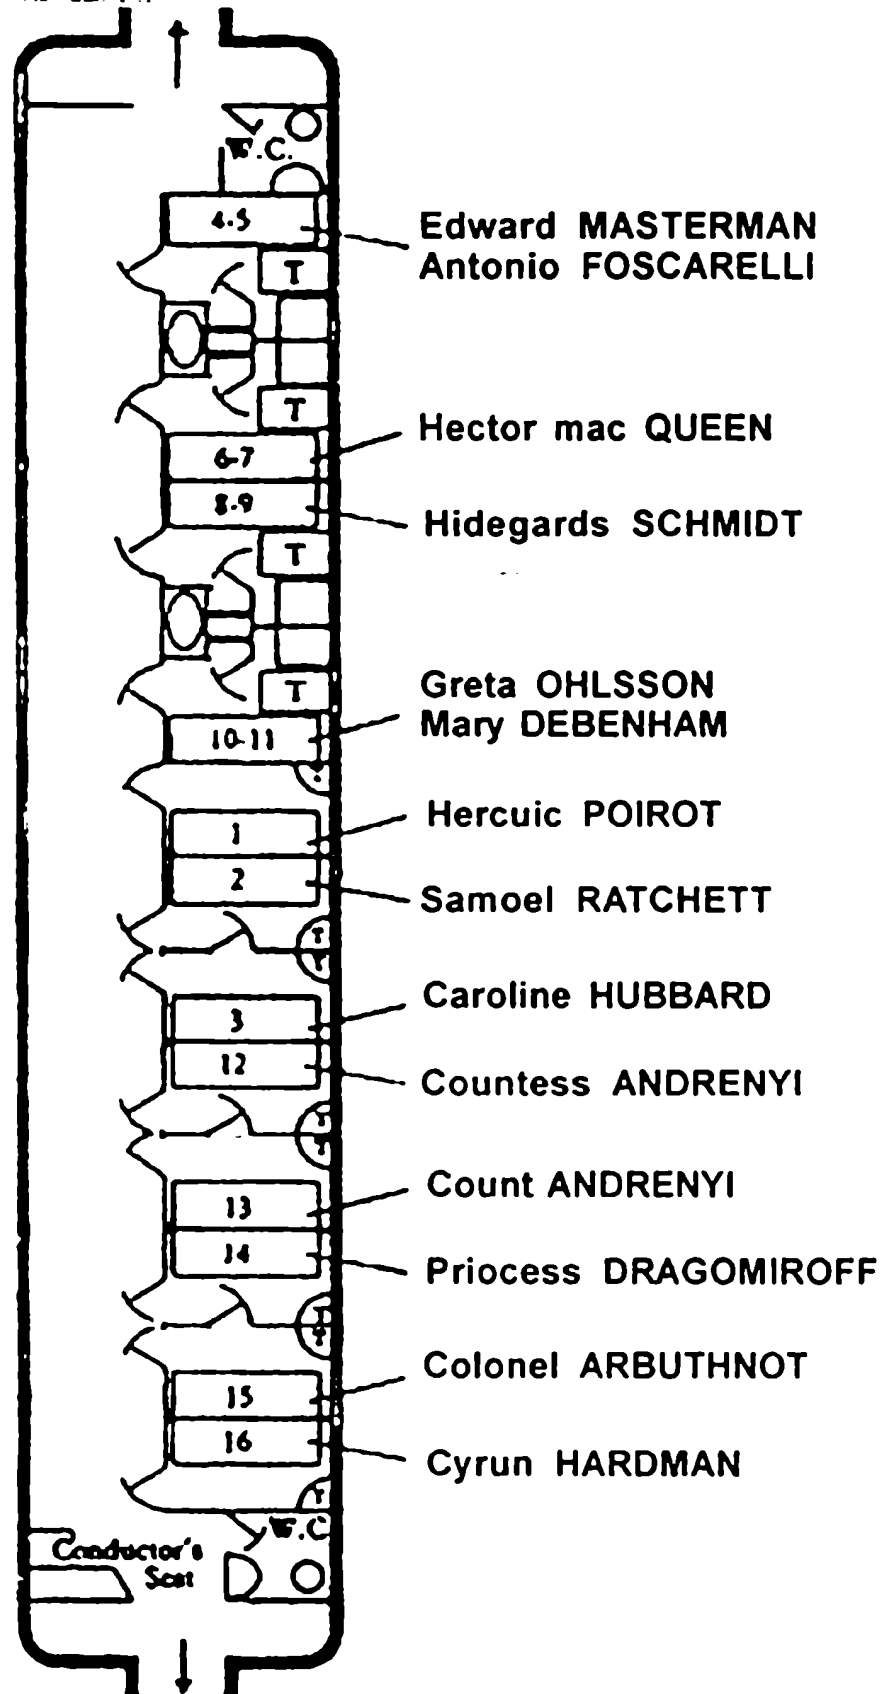 W.C.
4-5
Edward MASTERMAN
Antonio FOSCARELLI
T
T
Hector mac QUEEN
6-7
8-9
Hidegards SCHMIDT
T
T
Greta OHLSSON
Mary DEBENHAM
10-11
Hercuic POIROT
1
2
Samoel RATCHETT
T
T
Caroline HUBBARD
3
12
Countess ANDRENYI
T
T
Count ANDRENYI
13
14
Priocess DRAGOMIROFF
T
T
Colonel ARBUTHNOT
15
16
Cyrun HARDMAN
T
W.C
Conductor's
Seat